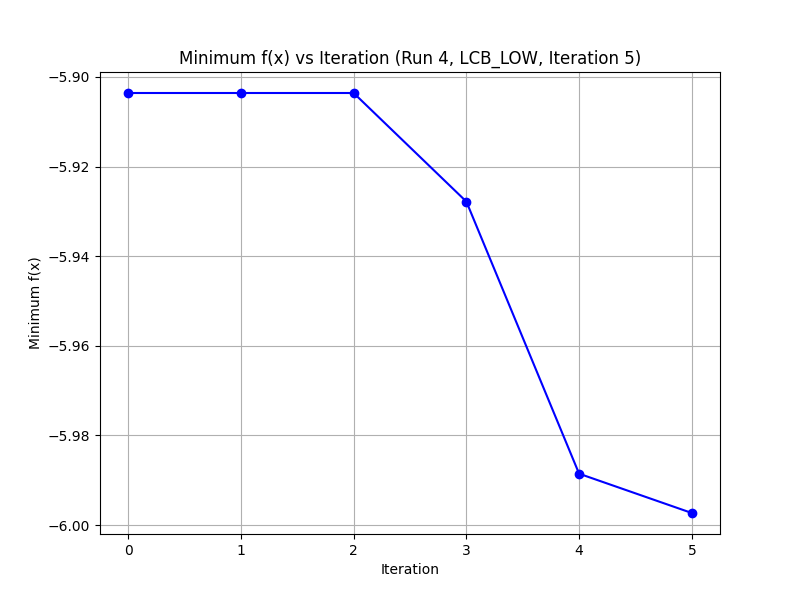 Minimum f(x) vs Iteration (Run 4, LCB_LOW, Iteration 5)
−5.90
−5.92
−5.94
−5.96
−5.98
−6.00
Minimum f(x)
0 1 2 3 4 5
Iteration